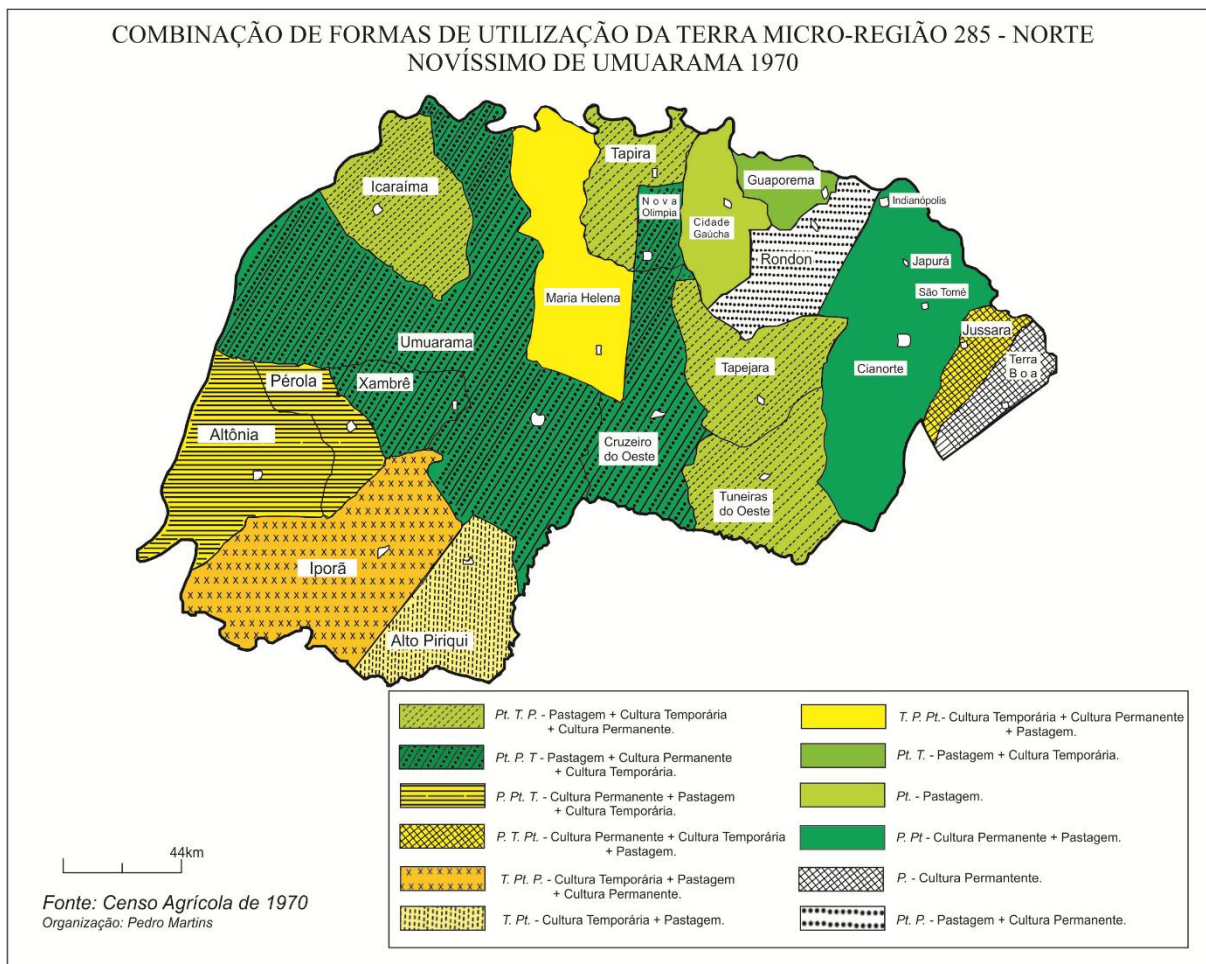 COMBINAÇÃO DE FORMAS DE UTILIZAÇÃO DA TERRA MICRO-REGIÃO 285 - NORTE
NOVÍSSIMO DE UMUARAMA 1970
Tapira
Icaraíma
Guaporema
Nova
Olimpia
Indianópolis
Cidade
Gaúcha
Rondon
Japurá
São Tomé
Maria Helena
Jussara
Umuarama
Cianorte
Terra
Boa
Tapejara
Pérola
Xambrê
Altônia
Cruzeiro
do Oeste
Tuneiras
do Oeste
Iporã
Alto Piriqui
Pt. T. P. - Pastagem + Cultura Temporária
+ Cultura Permanente.
Pt. P. T - Pastagem + Cultura Permanente
+ Cultura Temporária.
P. Pt. T. - Cultura Permanente + Pastagem
+ Cultura Temporária.
P. T. Pt. - Cultura Permanente + Cultura Temporária
+ Pastagem.
T. Pt. P. - Cultura Temporária + Pastagem
+ Cultura Permanente.
T. Pt. - Cultura Temporária + Pastagem.
T. P. Pt.- Cultura Temporária + Cultura Permanente
+ Pastagem.
Pt. T. - Pastagem + Cultura Temporária.
Pt. - Pastagem.
P. Pt - Cultura Permanente + Pastagem.
P. - Cultura Permantente.
Pt. P. - Pastagem + Cultura Permanente.
44km
Fonte: Censo Agrícola de 1970
Organização: Pedro Martins